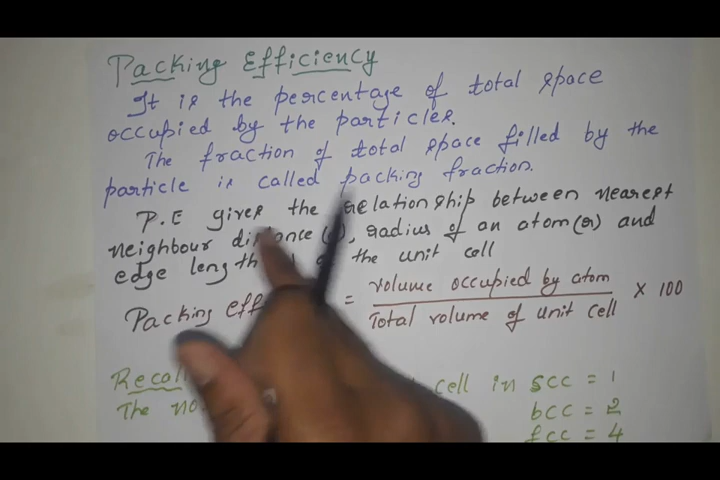 Packing Efficiency
It is the percentage of total space
occupied by the particles.
The fraction of total space filled by the
particle is called packing fraction.
P.E gives the relationship between nearest
neighbour radius of an atom(r) and
edge the unit cell
Packing = volume occupied by atom / Total volume of unit cell × 100
Recall cell in scc = 1
The bcc = 2
fcc = 4